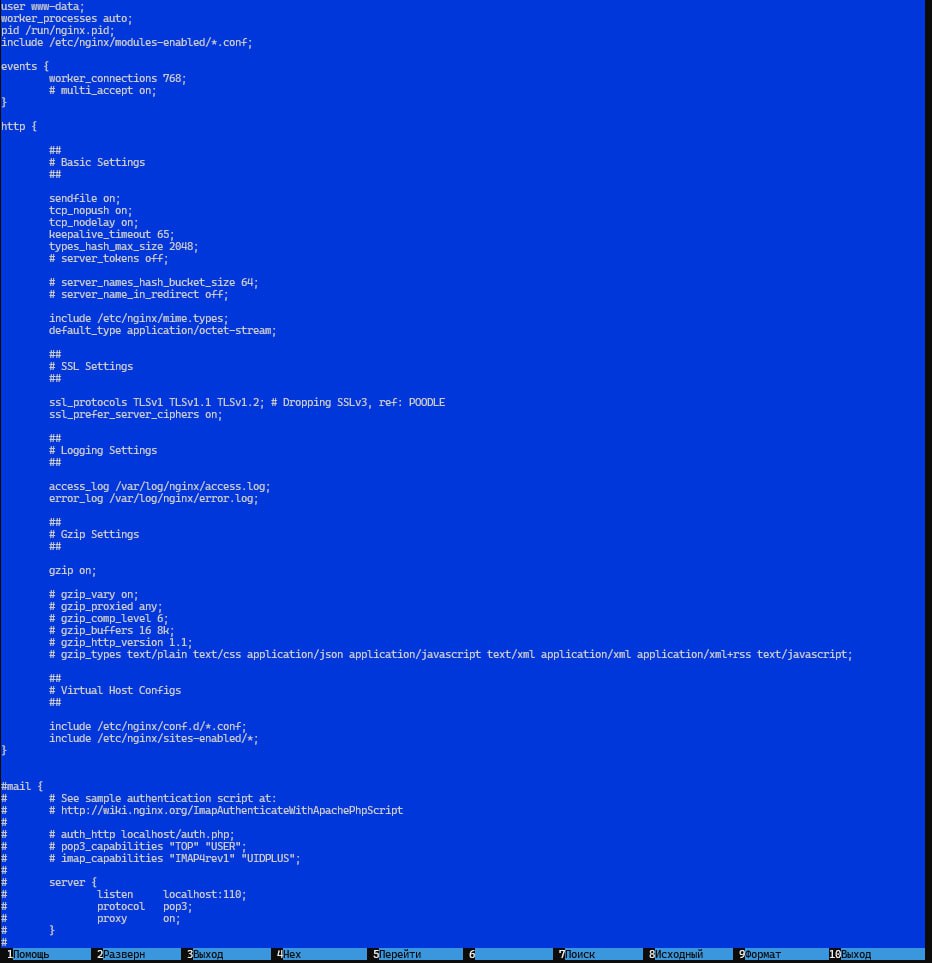 user www-data;
worker_processes auto;
pid /run/nginx.pid;
include /etc/nginx/modules-enabled/*.conf;
events {
worker_connections 768;
# multi_accept on;
}
http {
##
# Basic Settings
##
sendfile on;
tcp_nopush on;
tcp_nodelay on;
keepalive_timeout 65;
types_hash_max_size 2048;
# server_tokens off;
# server_names_hash_bucket_size 64;
# server_name_in_redirect off;
include /etc/nginx/mime.types;
default_type application/octet-stream;
##
# SSL Settings
##
ssl_protocols TLSv1 TLSv1.1 TLSv1.2; # Dropping SSLv3, ref: POODLE
ssl_prefer_server_ciphers on;
##
# Logging Settings
##
access_log /var/log/nginx/access.log;
error_log /var/log/nginx/error.log;
##
# Gzip Settings
##
gzip on;
# gzip_vary on;
# gzip_proxied any;
# gzip_comp_level 6;
# gzip_buffers 16 8k;
# gzip_http_version 1.1;
# gzip_types text/plain text/css application/json application/javascript text/xml application/xml application/xml+rss text/javascript;
##
# Virtual Host Configs
##
include /etc/nginx/conf.d/*.conf;
include /etc/nginx/sites-enabled/*;
}
#mail {
# # See sample authentication script at:
# # http://wiki.nginx.org/ImapAuthenticateWithApachePhpScript
#
# # auth_http localhost/auth.php;
# # pop3_capabilities "TOP" "USER";
# # imap_capabilities "IMAP4rev1" "UIDPLUS";
#
# server {
# listen localhost:110;
# protocol pop3;
# proxy on;
# }
#
1Помощь 2Разверн 3Выход 4Hex 5Перейти 6 7Поиск 8Исходный 9Формат 10Выход